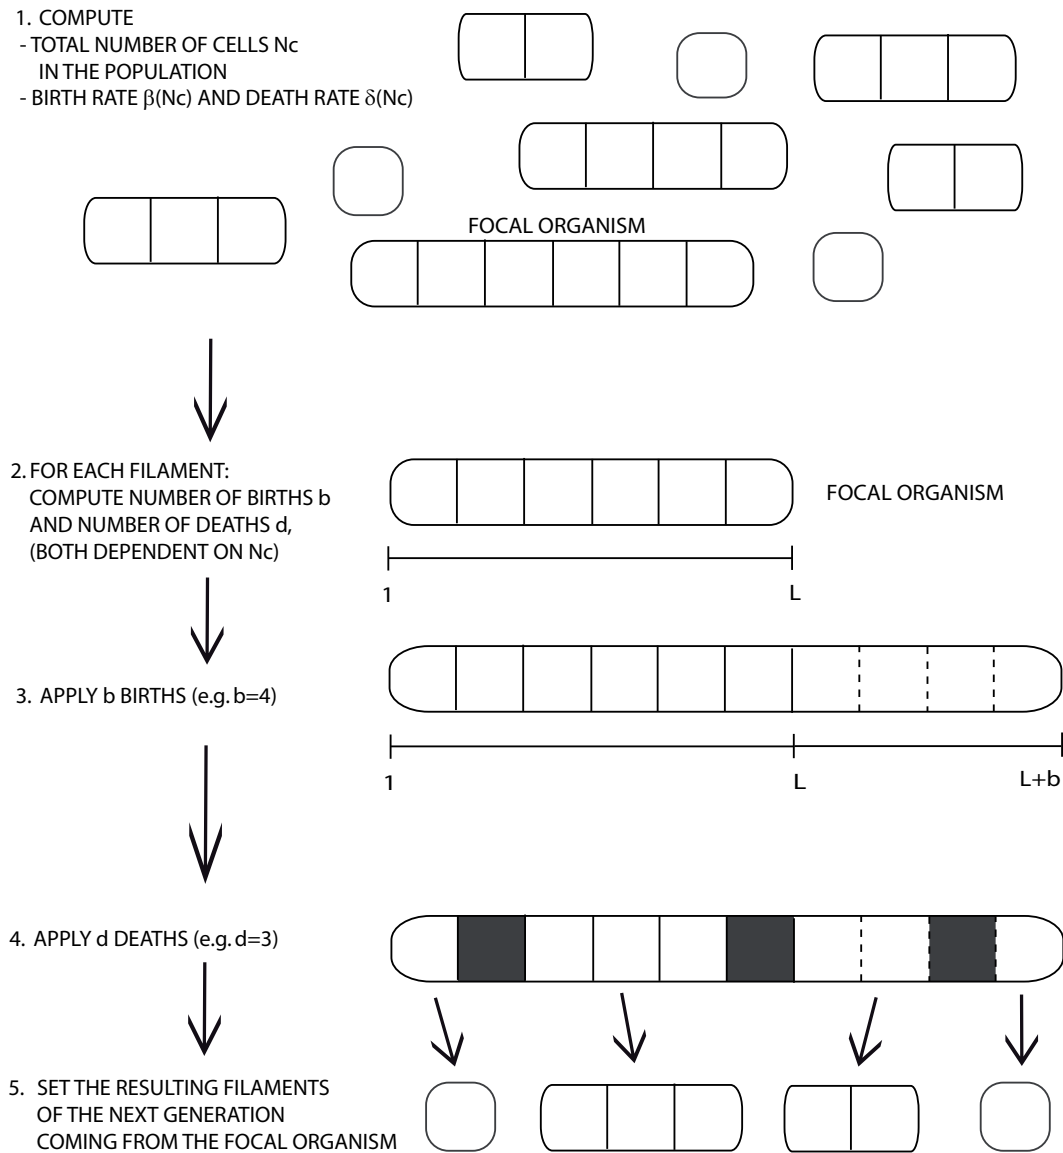 1. COMPUTE
- TOTAL NUMBER OF CELLS Nc
IN THE POPULATION
- BIRTH RATE β(Nc) AND DEATH RATE δ(Nc)
FOCAL ORGANISM
2. FOR EACH FILAMENT:
COMPUTE NUMBER OF BIRTHS b
AND NUMBER OF DEATHS d,
(BOTH DEPENDENT ON Nc)
FOCAL ORGANISM
1 L
3. APPLY b BIRTHS (e.g. b=4)
1 L L+b
4. APPLY d DEATHS (e.g. d=3)
5. SET THE RESULTING FILAMENTS
OF THE NEXT GENERATION
COMING FROM THE FOCAL ORGANISM